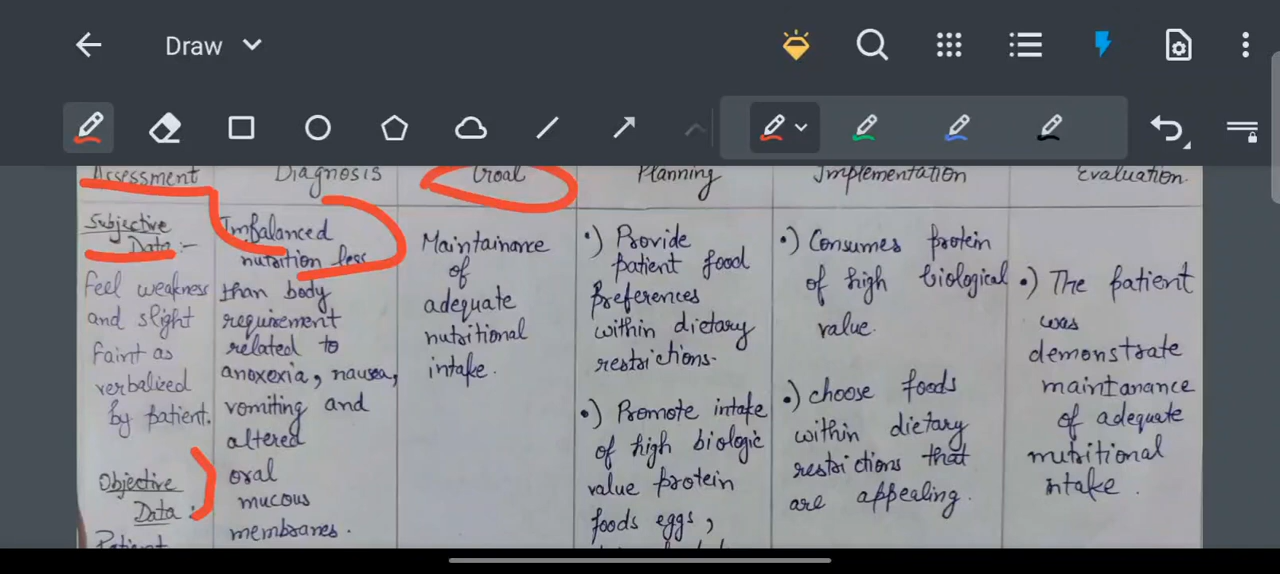 Draw
Assessment
Diagnosis
Goal
Planning
Implementation
Evaluation.
Subjective
Data :-
Feel weakness
and slight
faint as
verbalized
by patient.
Objective
Data :
Patient
Imbalanced
nutrition less
than body
requirement
related to
anoxexia, nausea,
vomiting and
altered
oral
mucous
membranes.
Maintainance
of
adequate
nutritional
intake.
•) Provide
patient food
preferences
within dietary
restrictions.
•) Promote intake
of high biologic
value protein
foods eggs,
•) Consumes protein
of high biological
value.
•) choose foods
within dietary
restrictions that
are appealing.
•) The patient
was
demonstrate
maintanance
of adequate
nutritional
intake.